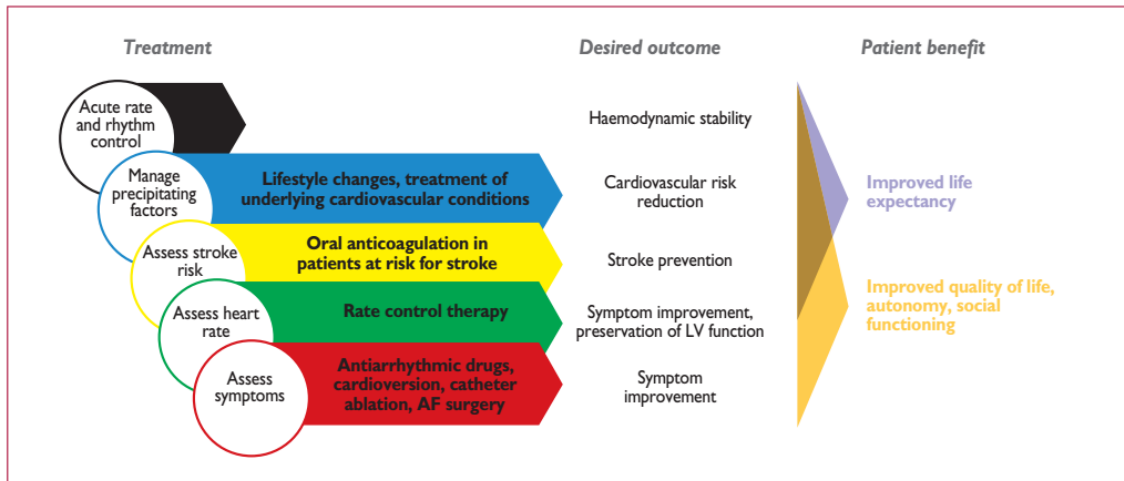 Treatment
Desired outcome
Patient benefit
Acute rate
and rhythm
control
Haemodynamic stability
Manage
precipitating
factors
Lifestyle changes, treatment of
underlying cardiovascular conditions
Cardiovascular risk
reduction
Improved life
expectancy
Assess stroke
risk
Oral anticoagulation in
patients at risk for stroke
Stroke prevention
Assess heart
rate
Rate control therapy
Symptom improvement,
preservation of LV function
Improved quality of life,
autonomy, social
functioning
Assess
symptoms
Antiarrhythmic drugs,
cardioversion, catheter
ablation, AF surgery
Symptom
improvement